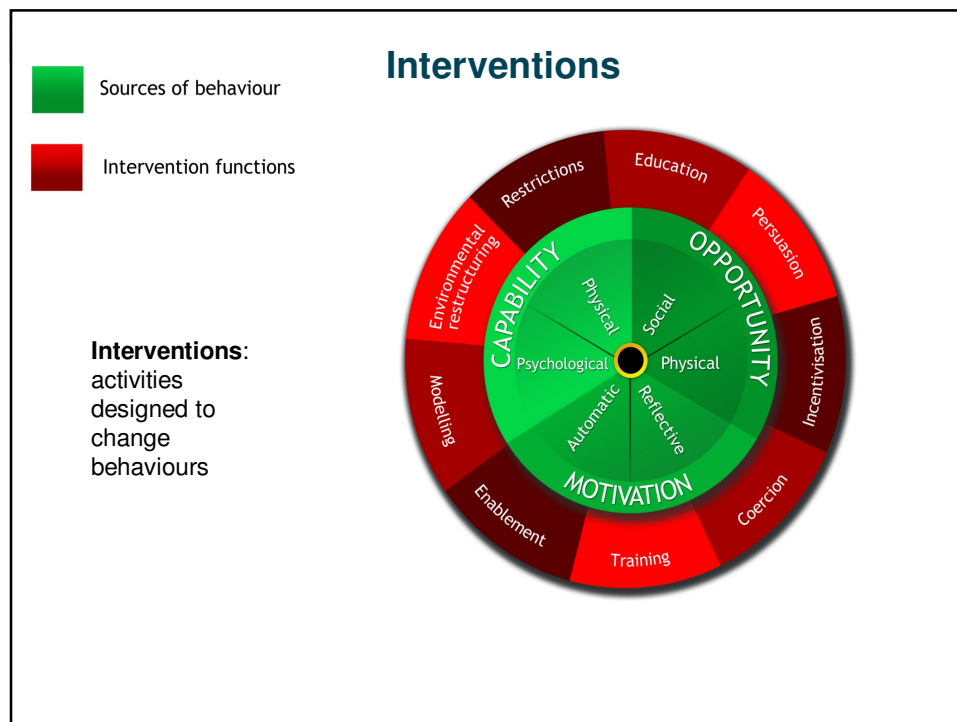 Interventions
Sources of behaviour
Intervention functions
Interventions:
activities
designed to
change
behaviours
Restrictions
Education
Persuasion
Incentivisation
Coercion
Training
Enablement
Modelling
Environmental
restructuring
CAPABILITY
OPPORTUNITY
MOTIVATION
Physical
Social
Psychological
Physical
Automatic
Reflective